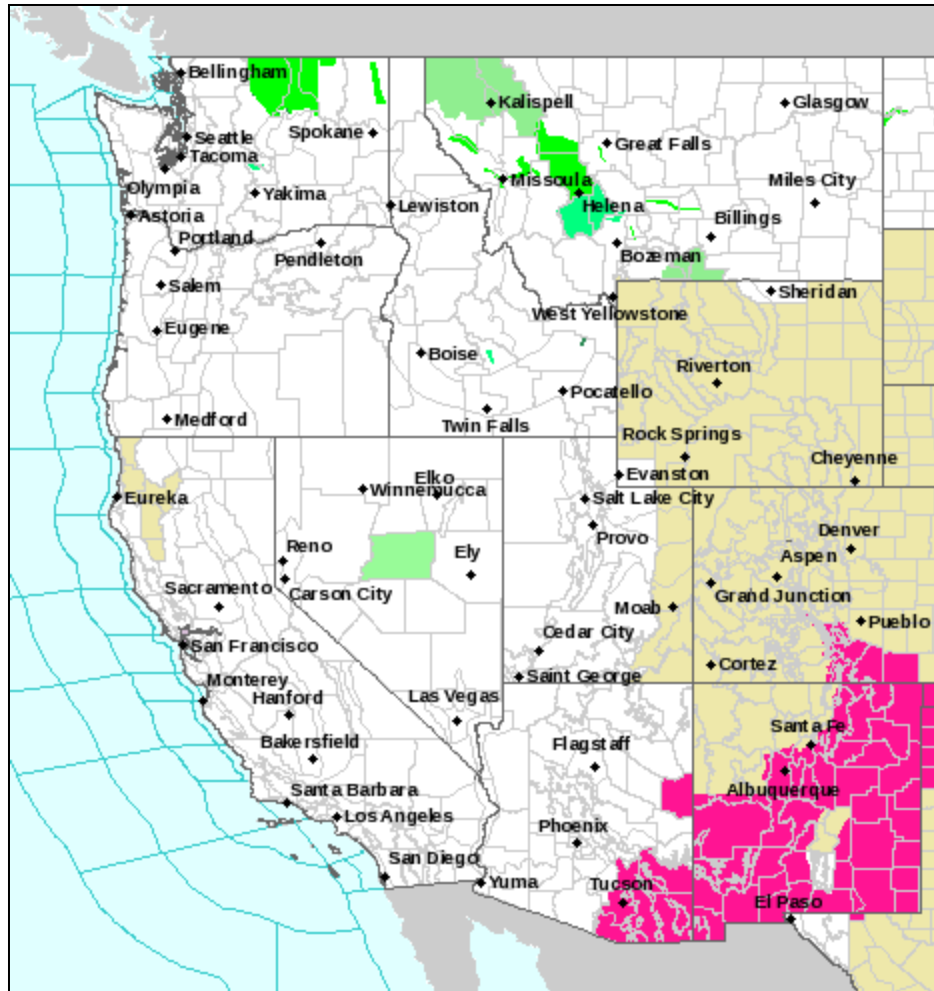 Bellingham
Kalispell
Glasgow
Seattle
Spokane
Great Falls
Tacoma
Missoula
Miles City
Olympia
Yakima
Lewiston
Helena
Astoria
Billings
Portland
Pendleton
Bozeman
Salem
Sheridan
West Yellowstone
Eugene
Boise
Riverton
Pocatello
Medford
Twin Falls
Rock Springs
Cheyenne
Elko
Evanston
Winnemucca
Eureka
Salt Lake City
Denver
Provo
Reno
Ely
Aspen
Sacramento
Carson City
Grand Junction
Moab
Pueblo
Cedar City
San Francisco
Cortez
Saint George
Monterey
Hanford
Las Vegas
Santa Fe
Bakersfield
Flagstaff
Santa Barbara
Albuquerque
Los Angeles
Phoenix
San Diego
Yuma
Tucson
El Paso